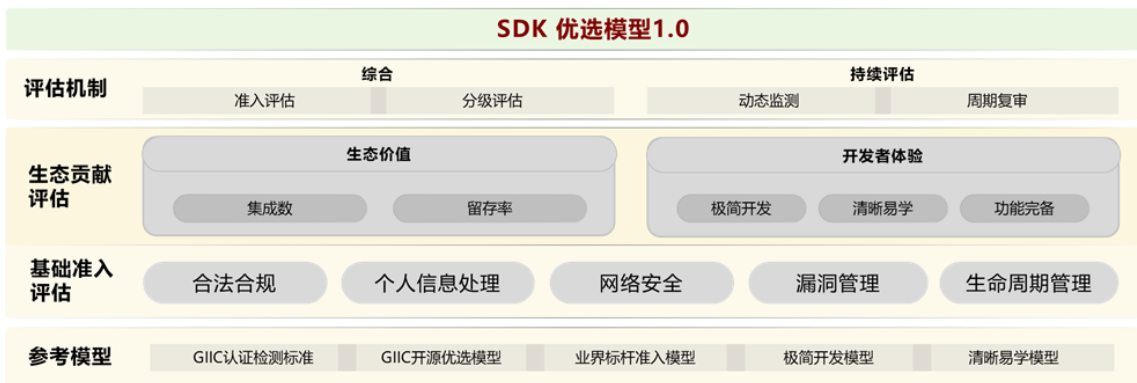 SDK 优选模型1.0
评估机制
综合
持续评估
准入评估
分级评估
动态监测
周期复审
生态贡献
评估
生态价值
开发者体验
集成数
留存率
极简开发
清晰易学
功能完备
基础准入
评估
合法合规
个人信息处理
网络安全
漏洞管理
生命周期管理
参考模型
GIIC认证检测标准
GIIC开源优选模型
业界标杆准入模型
极简开发模型
清晰易学模型